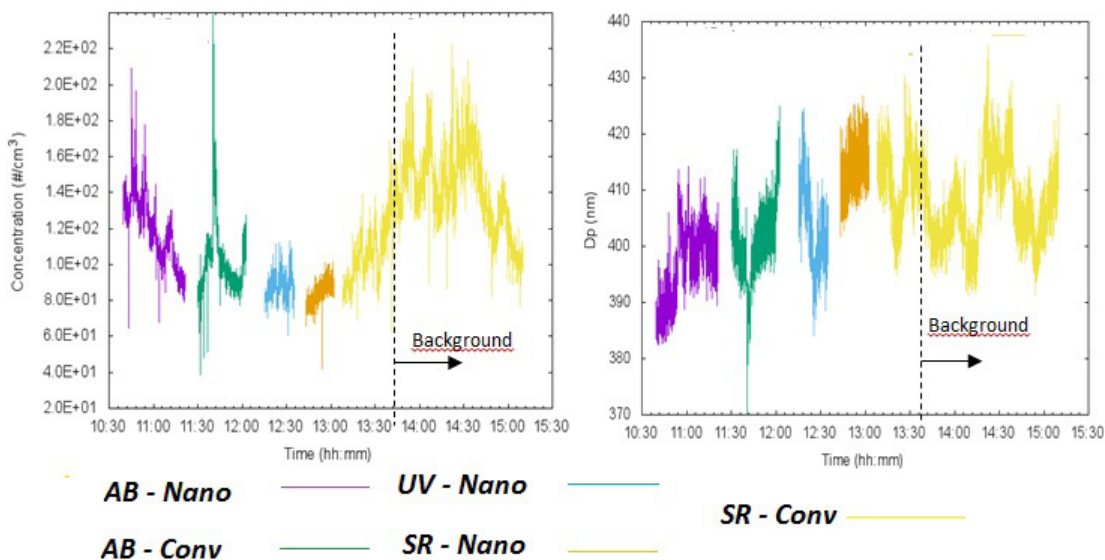 Concentration (#/cm³)
2.2E+02
2.0E+02
1.8E+02
1.6E+02
1.4E+02
1.2E+02
1.0E+02
8.0E+01
6.0E+01
4.0E+01
2.0E+01
Background
10:30 11:00 11:30 12:00 12:30 13:00 13:30 14:00 14:30 15:00 15:30
Time (hh:mm)
Dp (nm)
440
430
420
410
400
390
380
370
Background
10:30 11:00 11:30 12:00 12:30 13:00 13:30 14:00 14:30 15:00 15:30
Time (hh:mm)
AB - Nano UV - Nano
SR - Conv
AB - Conv SR - Nano